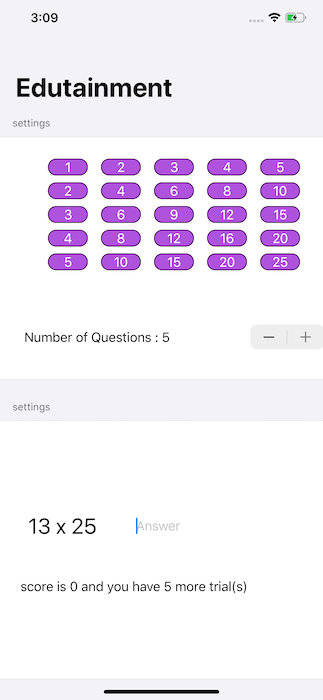 3:09
Edutainment
settings
1 2 3 4 5
2 4 6 8 10
3 6 9 12 15
4 8 12 16 20
5 10 15 20 25
Number of Questions : 5 − +
settings
13 x 25 Answer
score is 0 and you have 5 more trial(s)